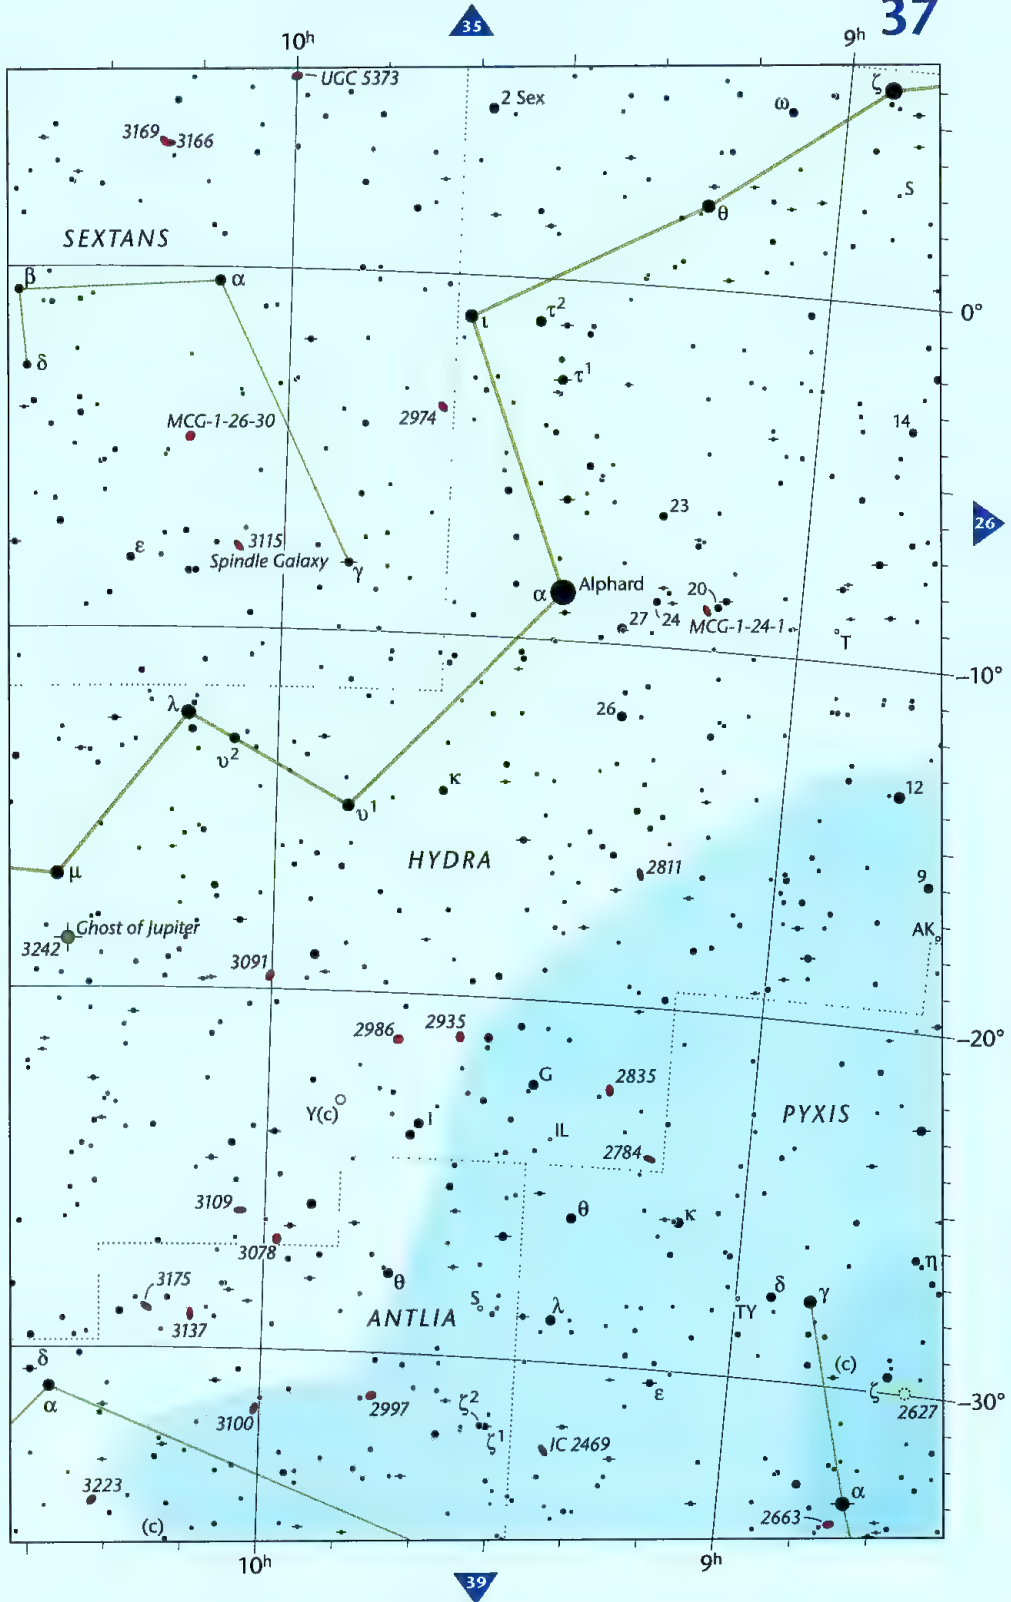 37
35
10ʰ
9ʰ
UGC 5373
2 Sex
ω
ζ
3169
3166
S
θ
SEXTANS
β
α
ι
τ²
0°
δ
τ¹
2974
MCG-1-26-30
14
23
26
ε
3115
Spindle Galaxy
γ
α
Alphard
20
27
24
MCG-1-24-1
T
−10°
λ
26
υ²
κ
12
υ¹
HYDRA
μ
2811
9
Ghost of Jupiter
3242
AK
3091
2986
2935
−20°
G
2835
Y(c)
I
IL
PYXIS
2784
3109
θ
κ
3078
η
3175
θ
S
λ
TY
δ
γ
3137
ANTLIA
δ
(c)
α
ε
ζ
−30°
3100
2997
ζ²
2627
ζ¹
IC 2469
3223
α
(c)
2663
10ʰ
9ʰ
39